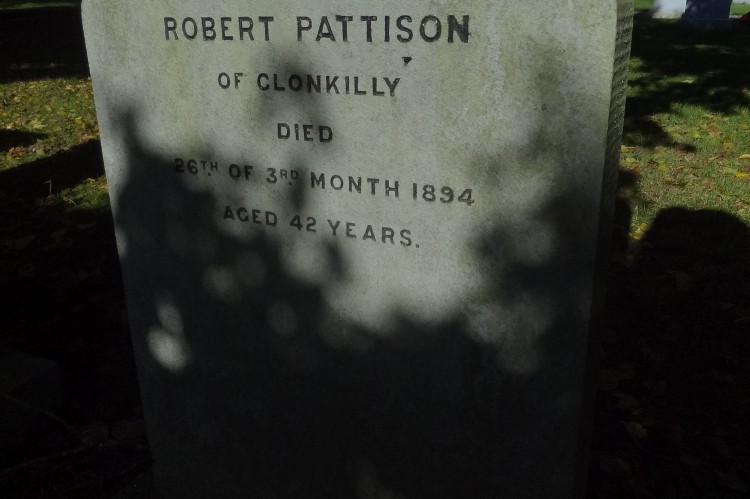 ROBERT PATTISON
OF CLONKILLY
DIED
26TH OF 3RD MONTH 1894
AGED 42 YEARS.